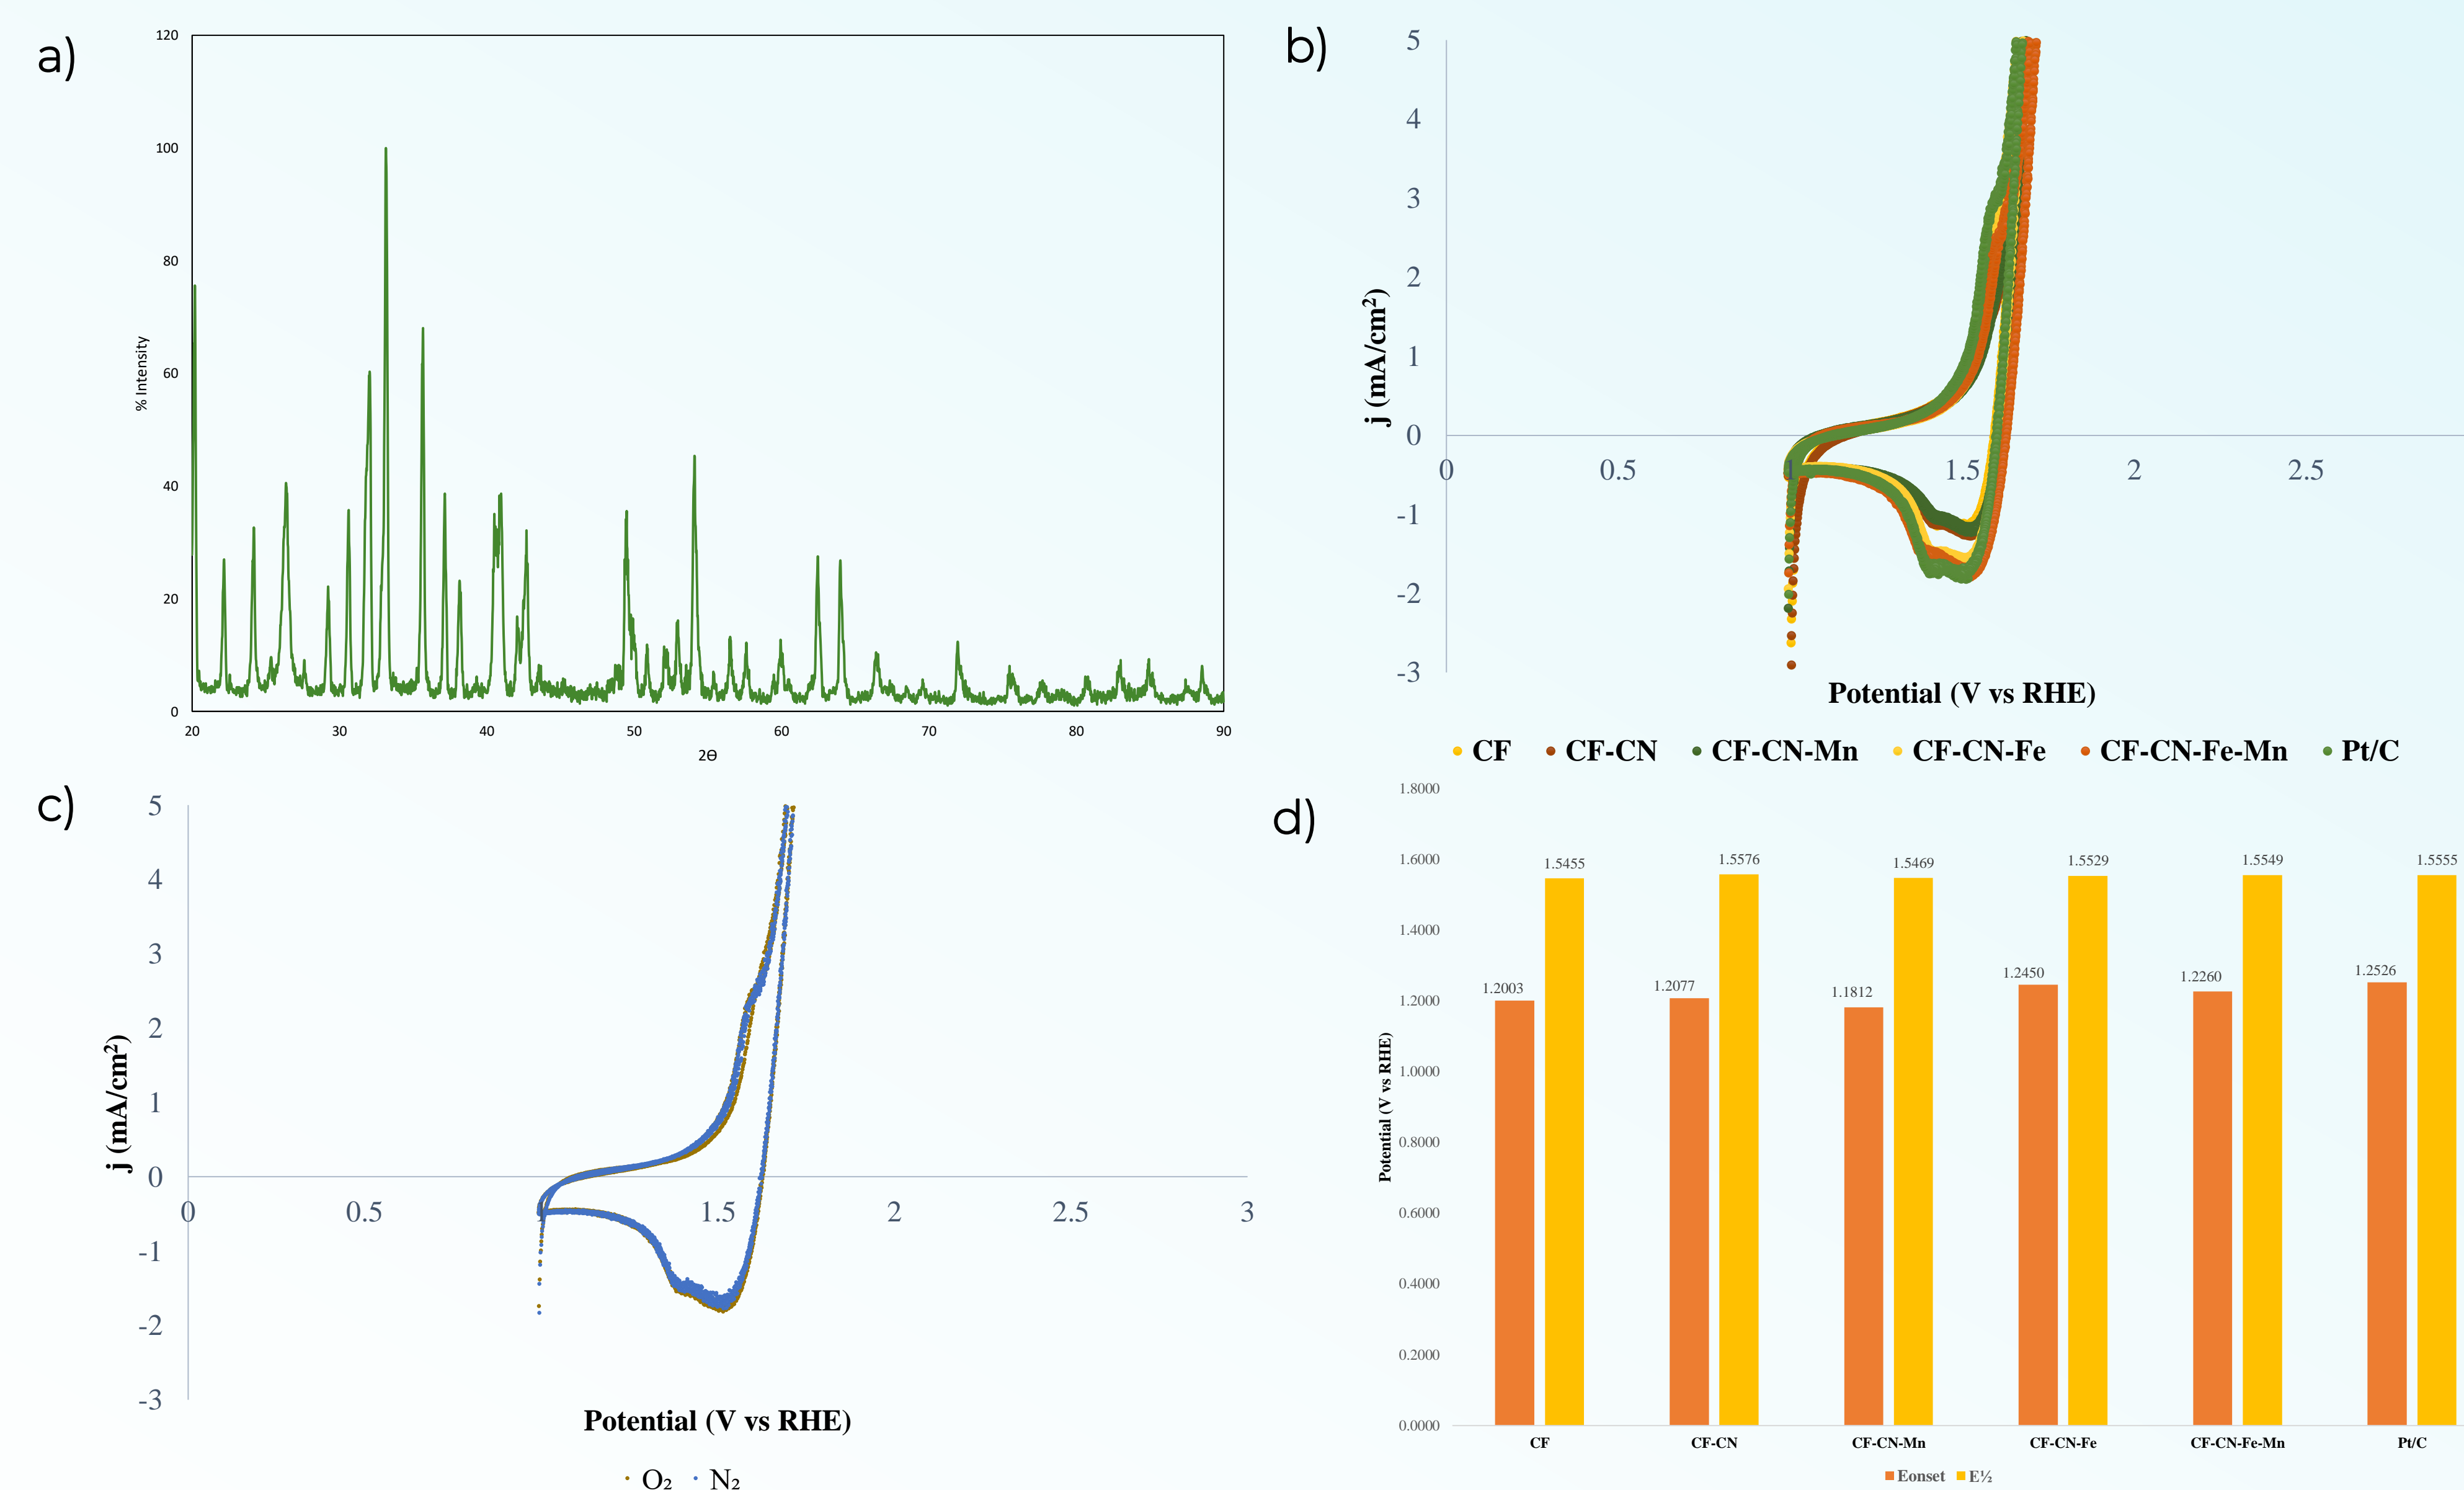 a)
120
100
80
60
40
20
0
% Intensity
20 30 40 50 60 70 80 90
2Θ
b)
5
4
3
2
1
0
-1
-2
-3
j (mA/cm²)
0 0.5 1 1.5 2 2.5
Potential (V vs RHE)
CF CF-CN CF-CN-Mn CF-CN-Fe CF-CN-Fe-Mn Pt/C
c)
5
4
3
2
1
0
-1
-2
-3
j (mA/cm²)
0 0.5 1 1.5 2 2.5 3
Potential (V vs RHE)
O₂ N₂
d)
1.8000
1.6000
1.4000
1.2000
1.0000
0.8000
0.6000
0.4000
0.2000
0.0000
Potential (V vs RHE)
1.5455 1.5576 1.5469 1.5529 1.5549 1.5555
1.2003 1.2077 1.1812 1.2450 1.2260 1.2526
CF CF-CN CF-CN-Mn CF-CN-Fe CF-CN-Fe-Mn Pt/C
Eonset E½